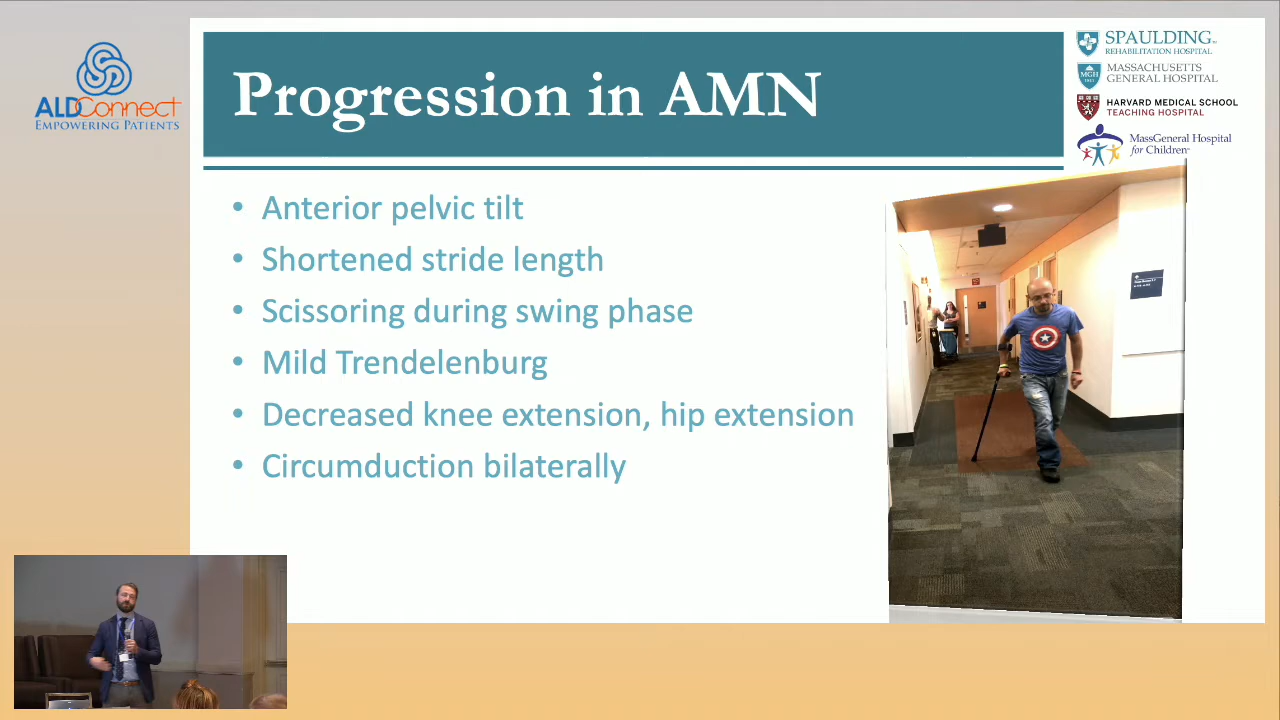 ALDConnect
EMPOWERING PATIENTS
Progression in AMN
SPAULDING
REHABILITATION HOSPITAL
MGH
1811
MASSACHUSETTS
GENERAL HOSPITAL
HARVARD MEDICAL SCHOOL
TEACHING HOSPITAL
MassGeneral Hospital
for Children
• Anterior pelvic tilt
• Shortened stride length
• Scissoring during swing phase
• Mild Trendelenburg
• Decreased knee extension, hip extension
• Circumduction bilaterally